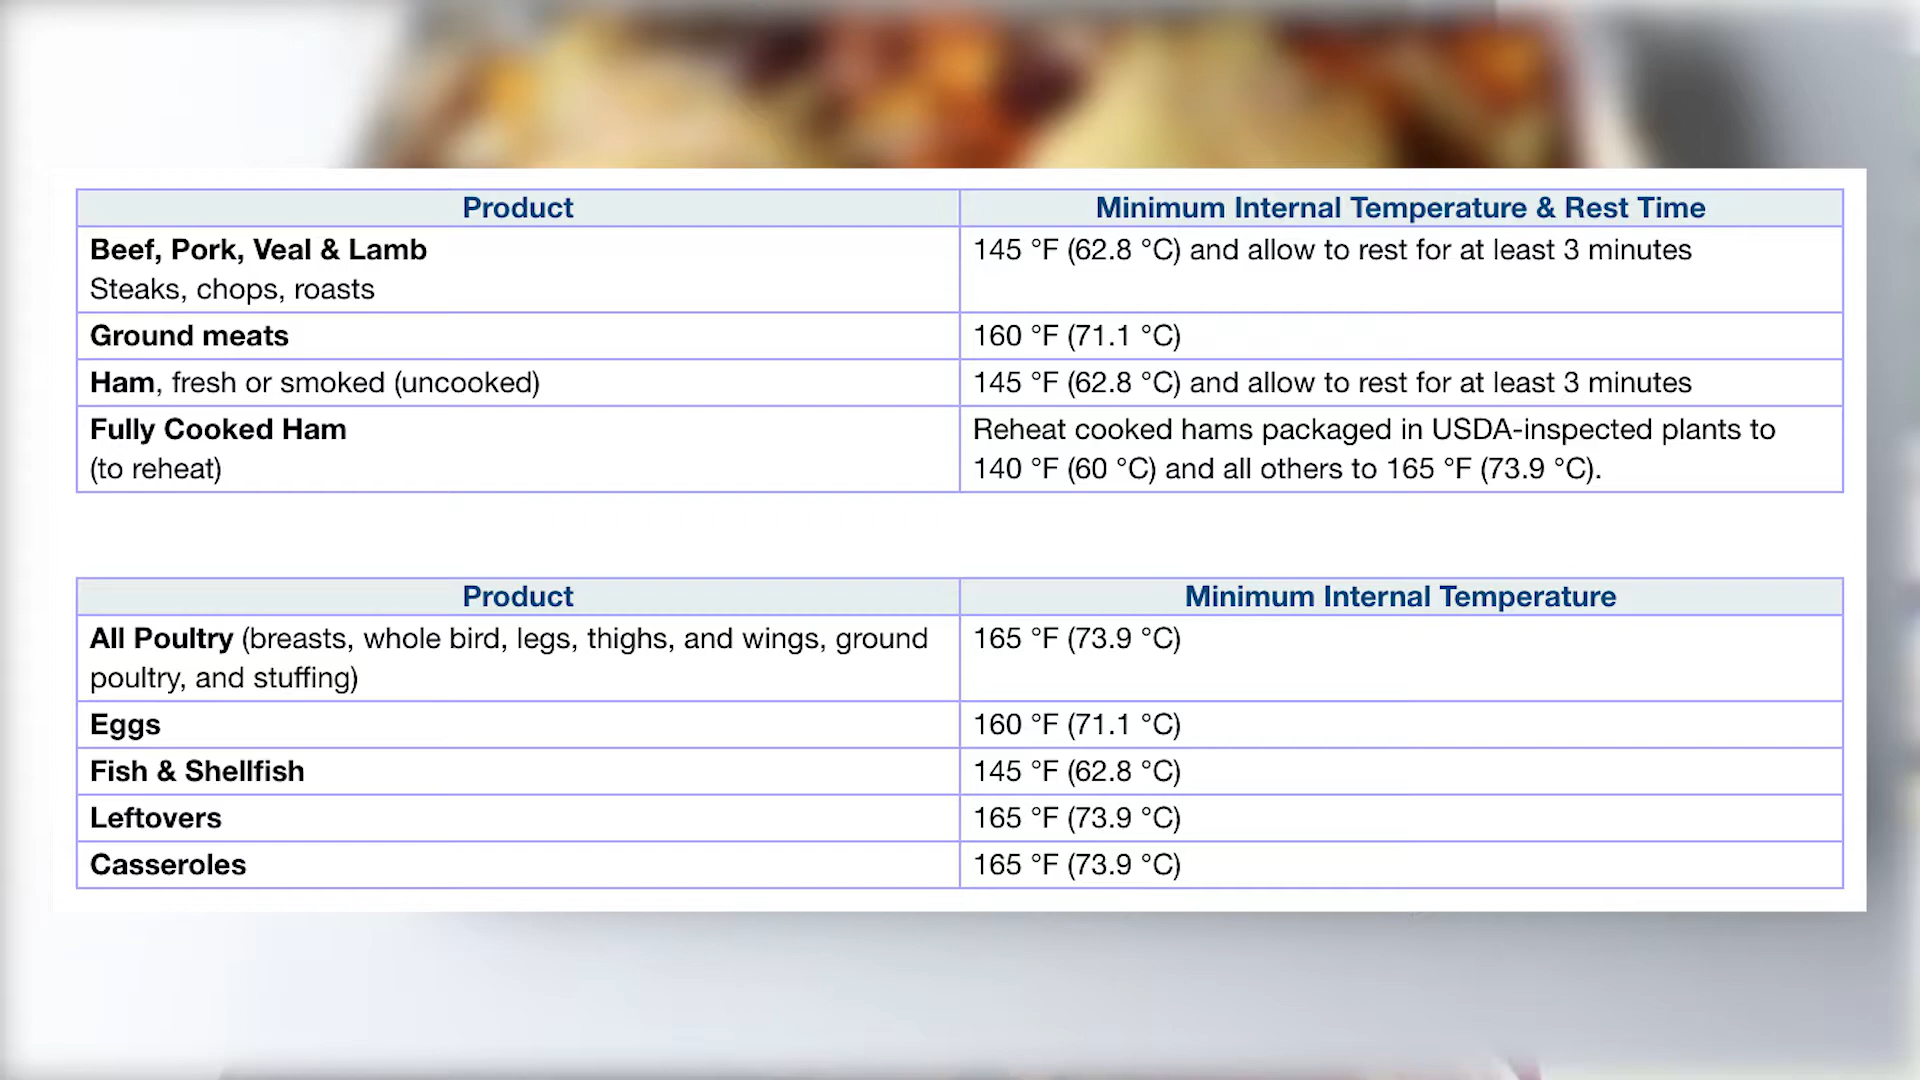 Product Minimum Internal Temperature & Rest Time
Beef, Pork, Veal & Lamb 145 °F (62.8 °C) and allow to rest for at least 3 minutes
Steaks, chops, roasts
Ground meats 160 °F (71.1 °C)
Ham, fresh or smoked (uncooked) 145 °F (62.8 °C) and allow to rest for at least 3 minutes
Fully Cooked Ham Reheat cooked hams packaged in USDA-inspected plants to
(to reheat) 140 °F (60 °C) and all others to 165 °F (73.9 °C).
Product Minimum Internal Temperature
All Poultry (breasts, whole bird, legs, thighs, and wings, ground 165 °F (73.9 °C)
poultry, and stuffing)
Eggs 160 °F (71.1 °C)
Fish & Shellfish 145 °F (62.8 °C)
Leftovers 165 °F (73.9 °C)
Casseroles 165 °F (73.9 °C)